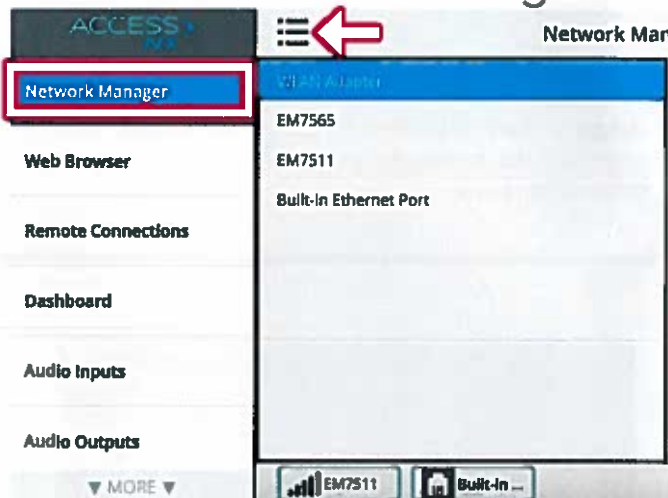 ACCESS
NX
Network Man
Network Manager
WLAN Adapter
EM7565
EM7511
Web Browser
Built-in Ethernet Port
Remote Connections
Dashboard
Audio Inputs
Audio Outputs
▼ MORE ▼
EM7511
Built-in ...